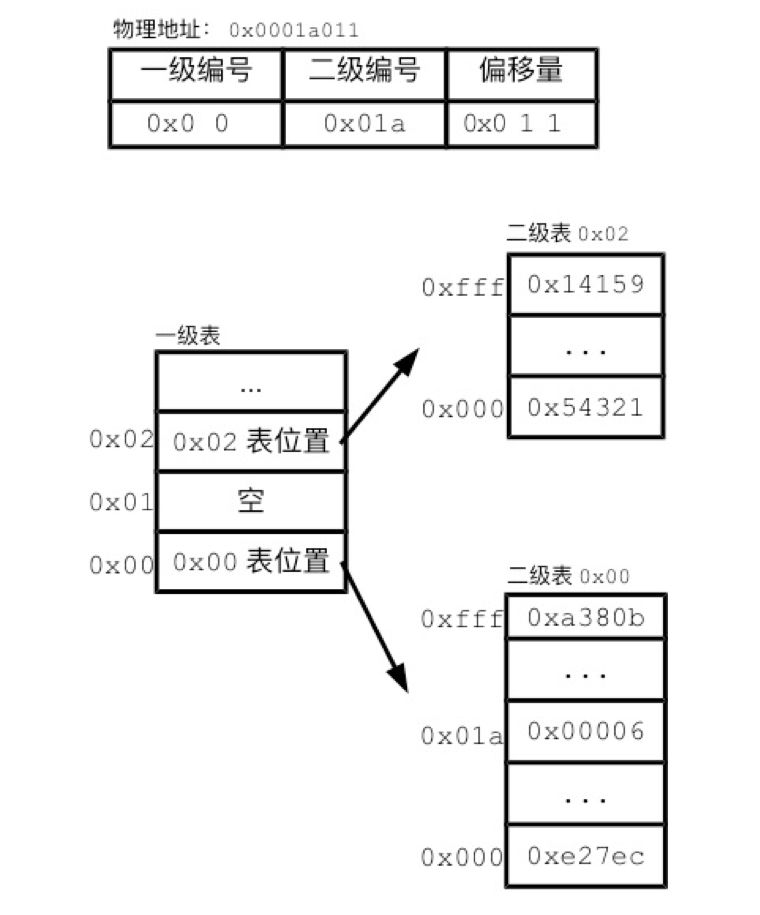 物理地址: 0x0001a011
一级编号 二级编号 偏移量
0x0 0 0x01a 0x0 1 1
二级表 0x02
0xfff 0x14159
...
0x000 0x54321
一级表
...
0x02 0x02 表位置
0x01 空
0x00 0x00 表位置
二级表 0x00
0xfff 0xa380b
...
0x01a 0x00006
...
0x000 0xe27ec